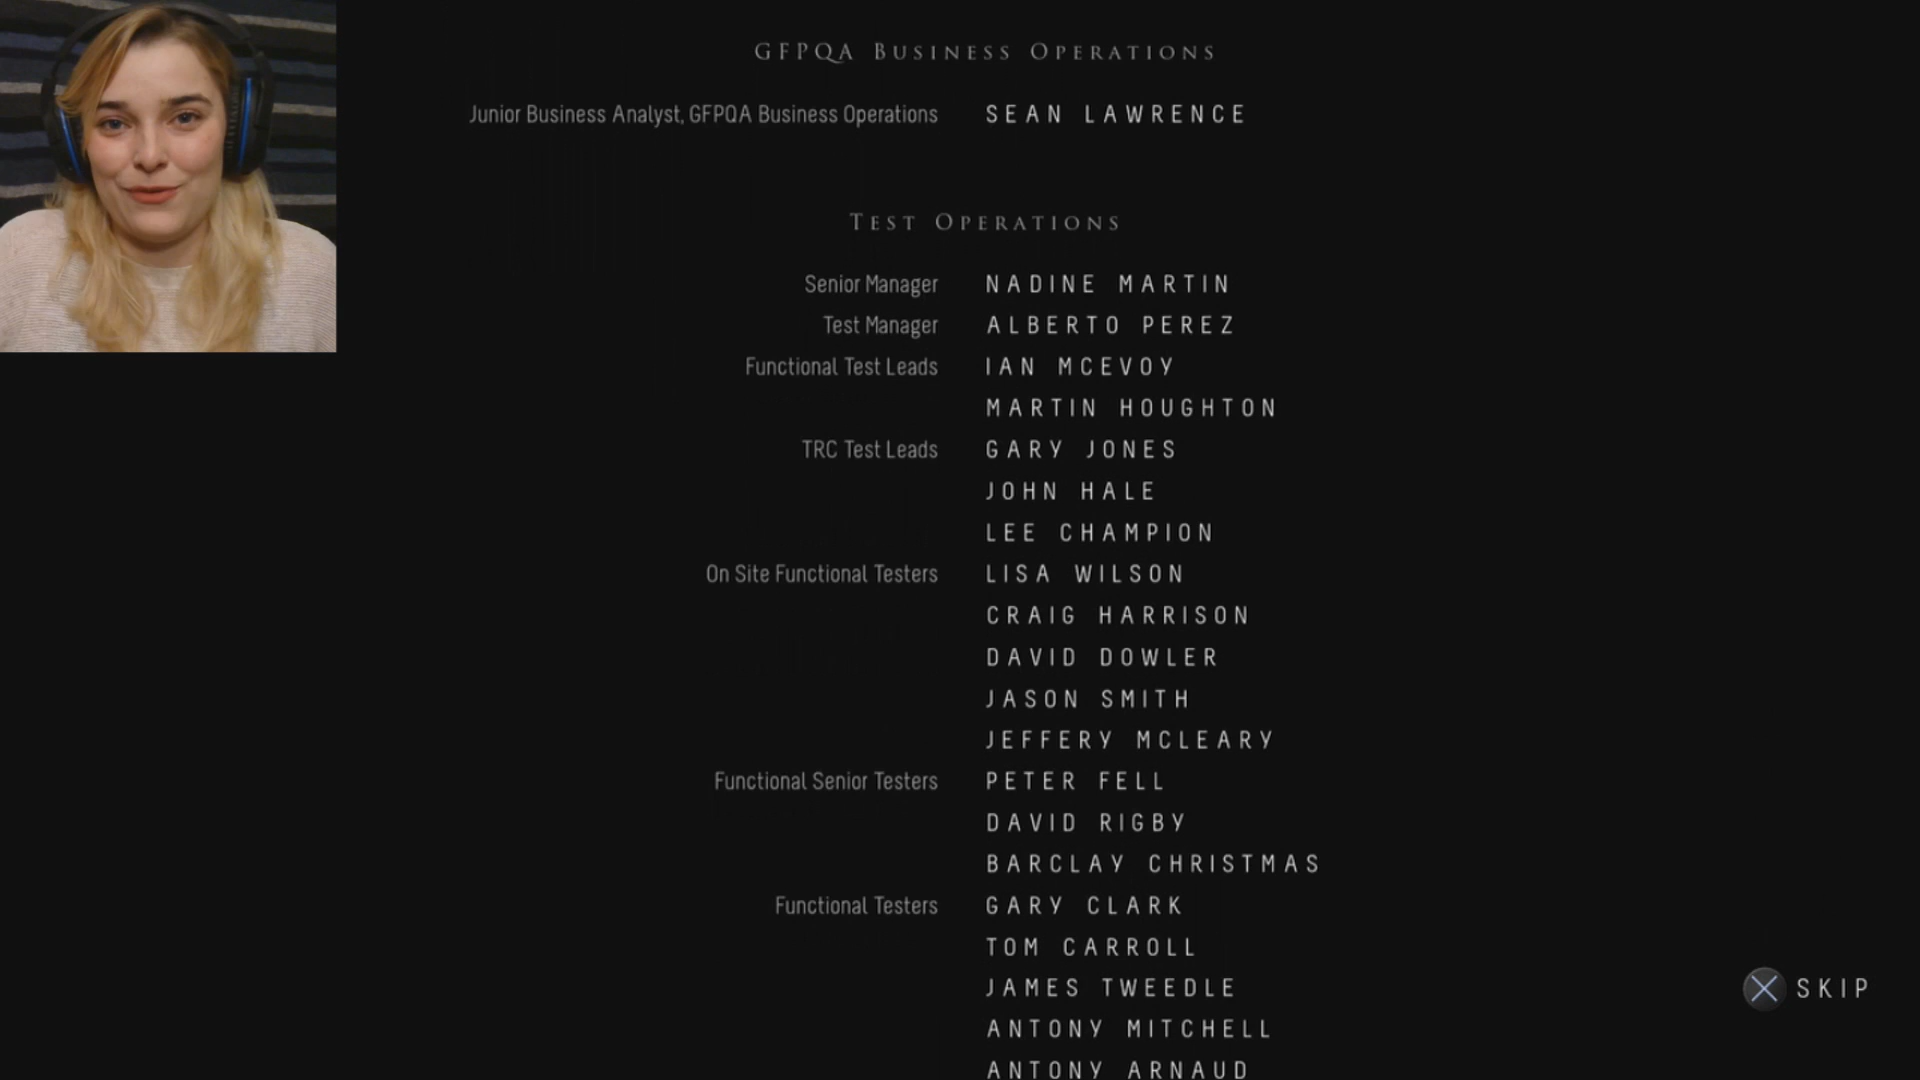 GFPQA BUSINESS OPERATIONS
Junior Business Analyst, GFPQA Business Operations SEAN LAWRENCE
TEST OPERATIONS
Senior Manager NADINE MARTIN
Test Manager ALBERTO PEREZ
Functional Test Leads IAN MCEVOY
MARTIN HOUGHTON
TRC Test Leads GARY JONES
JOHN HALE
LEE CHAMPION
On Site Functional Testers LISA WILSON
CRAIG HARRISON
DAVID DOWLER
JASON SMITH
JEFFERY MCLEARY
Functional Senior Testers PETER FELL
DAVID RIGBY
BARCLAY CHRISTMAS
Functional Testers GARY CLARK
TOM CARROLL
JAMES TWEEDLE
SKIP
ANTONY MITCHELL
ANTONY ARNAUD